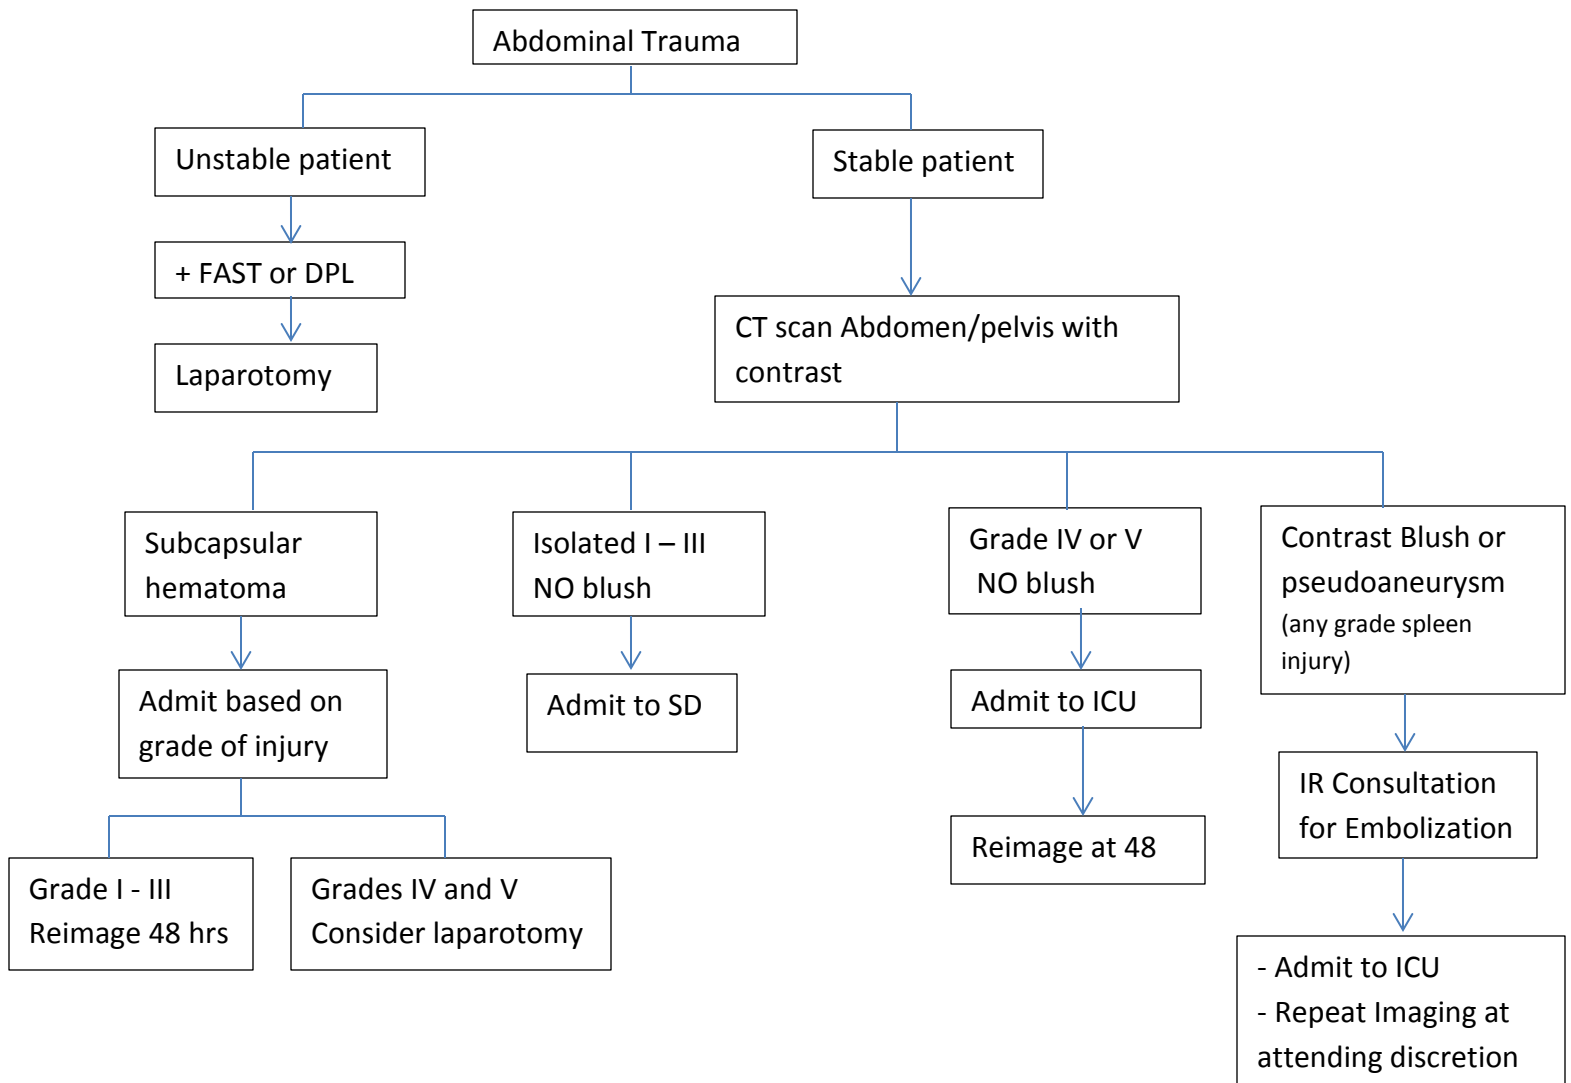 Abdominal Trauma
Unstable patient
Stable patient
+ FAST or DPL
Laparotomy
CT scan Abdomen/pelvis with
contrast
Subcapsular
hematoma
Isolated I – III
NO blush
Grade IV or V
NO blush
Contrast Blush or
pseudoaneurysm
(any grade spleen
injury)
Admit based on
grade of injury
Admit to SD
Admit to ICU
IR Consultation
for Embolization
Grade I - III
Reimage 48 hrs
Grades IV and V
Consider laparotomy
Reimage at 48
- Admit to ICU
- Repeat Imaging at
attending discretion